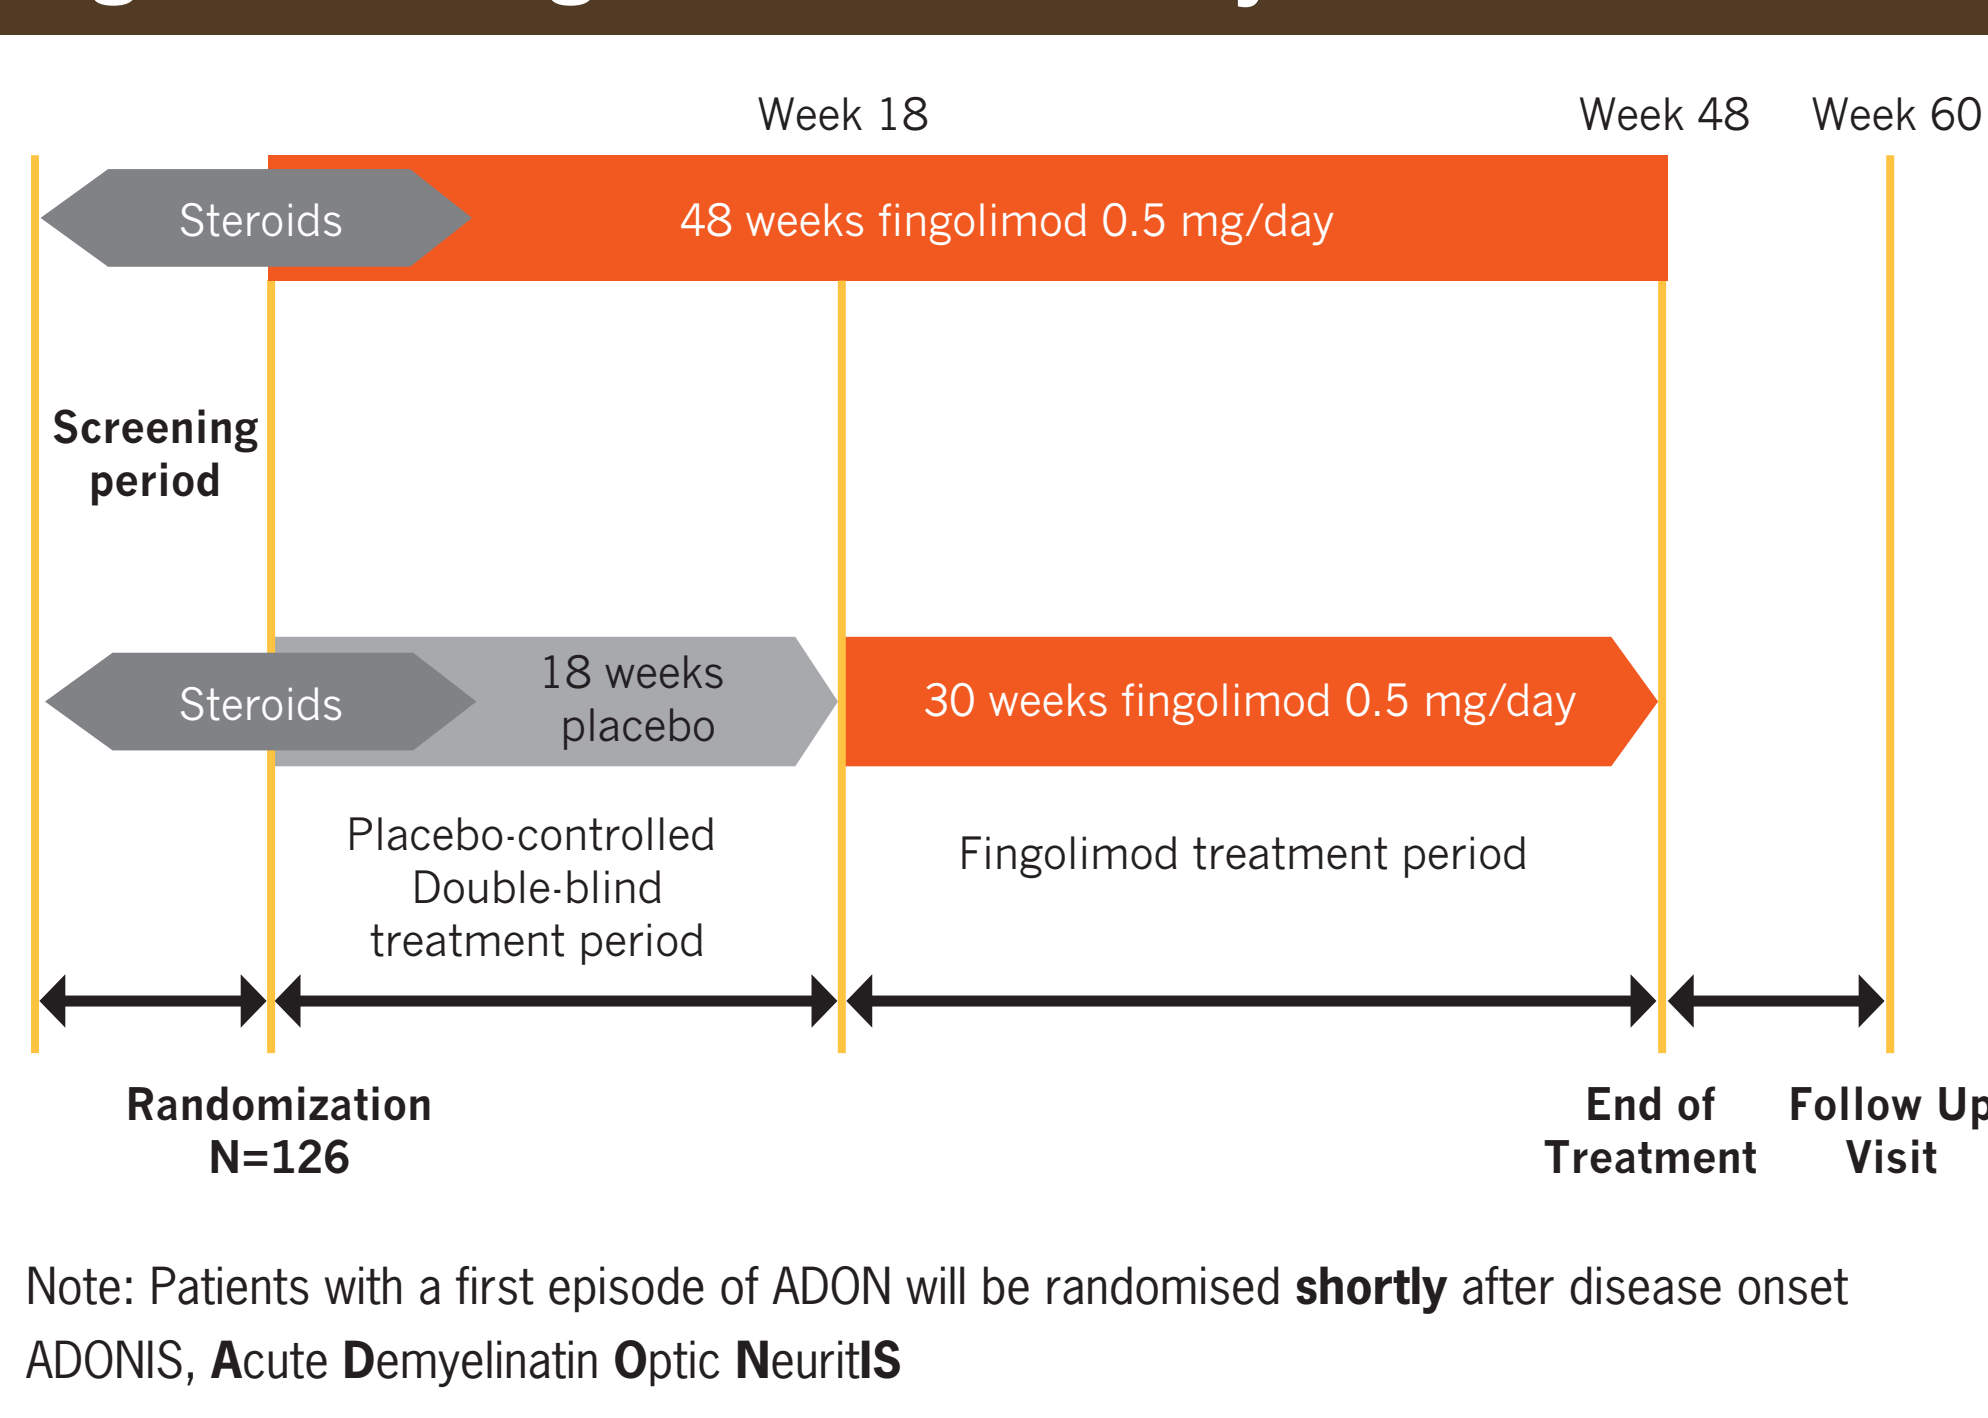 Week 18
Week 48
Week 60
Steroids
48 weeks fingolimod 0.5 mg/day
Screening
period
Steroids
18 weeks
placebo
30 weeks fingolimod 0.5 mg/day
Placebo-controlled
Double-blind
treatment period
Fingolimod treatment period
Randomization
N=126
End of
Treatment
Follow Up
Visit
Note: Patients with a first episode of ADON will be randomised shortly after disease onset
ADONIS, Acute Demyelinatin Optic NeuritIS